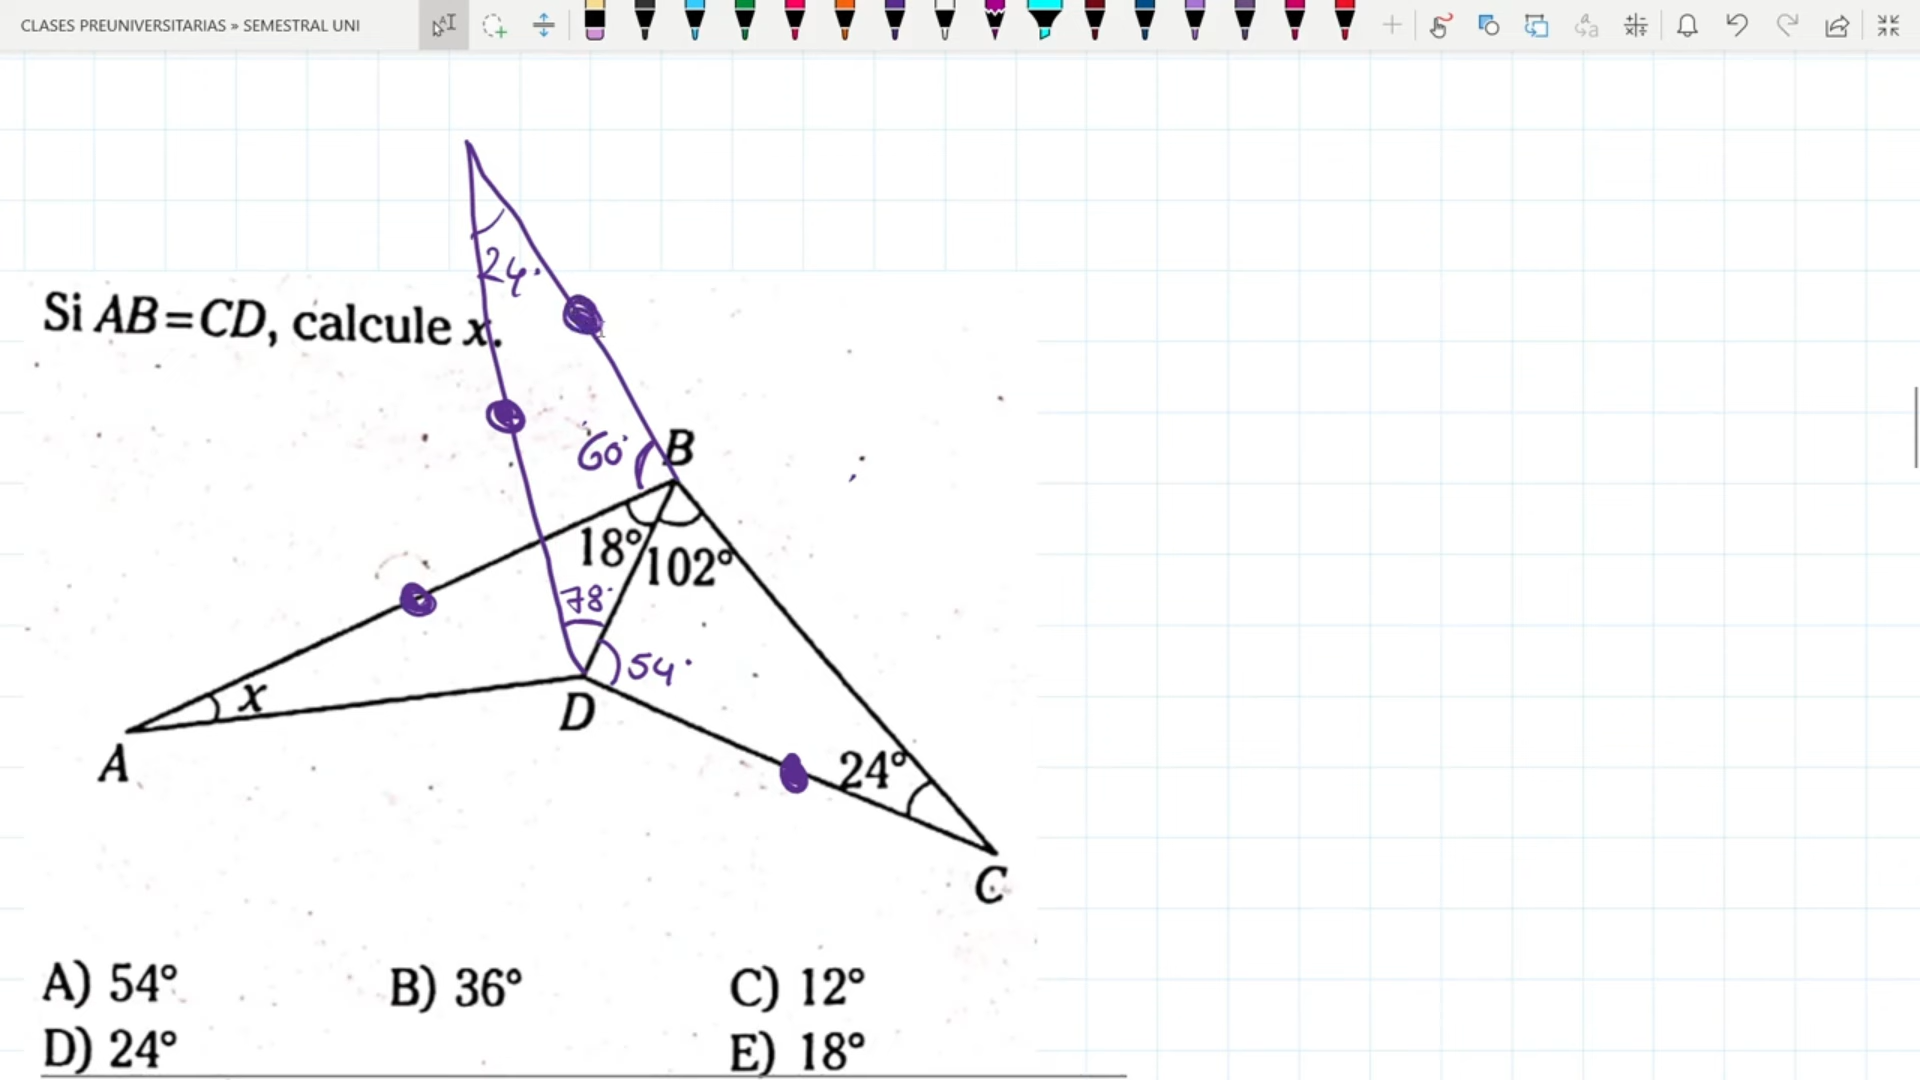 CLASES PREUNIVERSITARIAS » SEMESTRAL UNI
24°
Si AB=CD, calcule x.
60° B
18° 102°
78°
54°
x
D
A
24°
C
A) 54° B) 36° C) 12°
D) 24° E) 18°